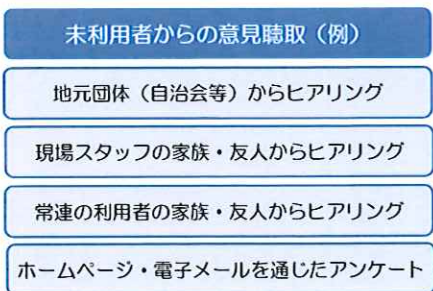 未利用者からの意見聴取（例）
地元団体（自治会等）からヒアリング
現場スタッフの家族・友人からヒアリング
常連の利用者の家族・友人からヒアリング
ホームページ・電子メールを通じたアンケート